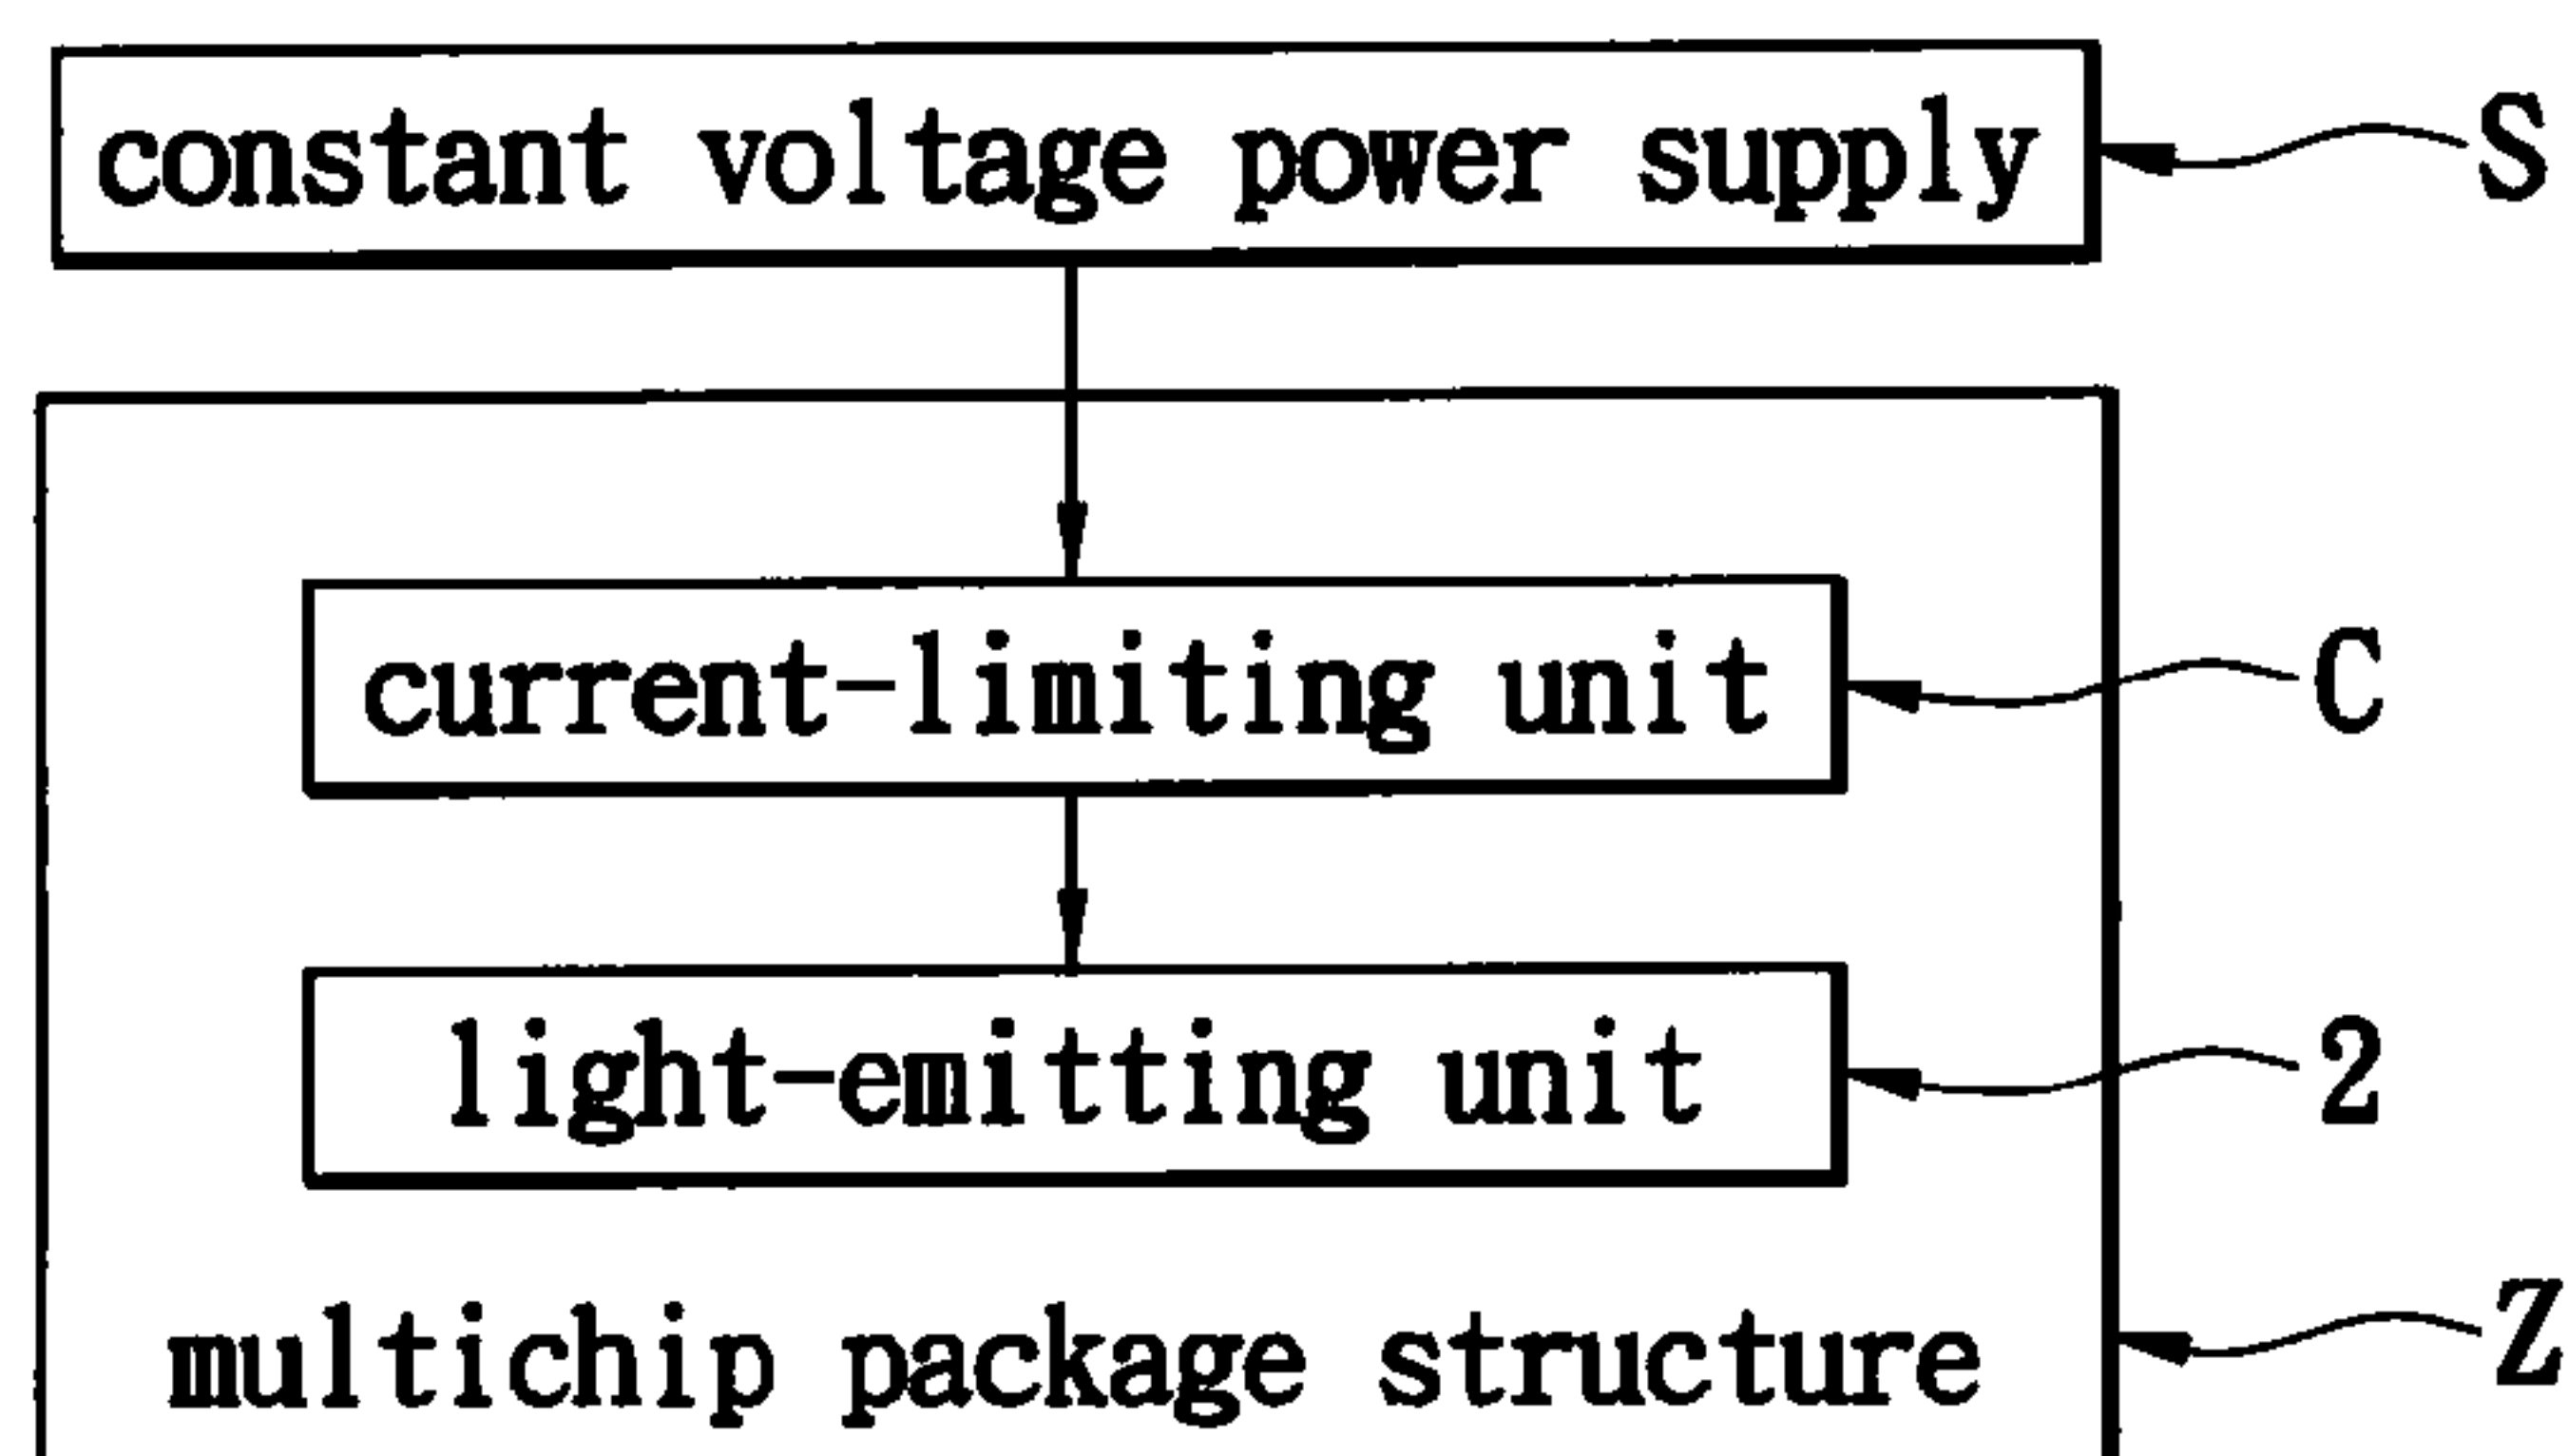 constant voltage power supply S
current-limiting unit C
light-emitting unit 2
multichip package structure Z